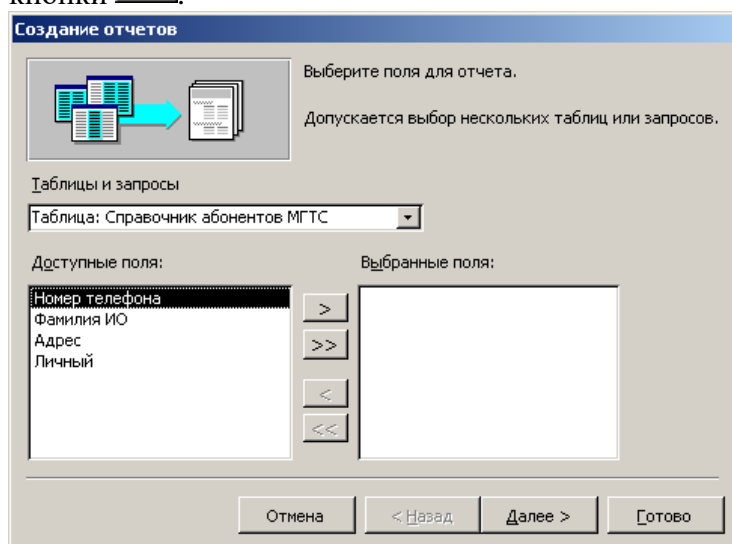 кнопки
Создание отчетов
Выберите поля для отчета.
Допускается выбор нескольких таблиц или запросов.
Таблицы и запросы
Таблица: Справочник абонентов МГТС
Доступные поля:
Выбранные поля:
Номер телефона
Фамилия ИО
Адрес
Личный
>
>>
<
<<
Отмена
< Назад
Далее >
Готово